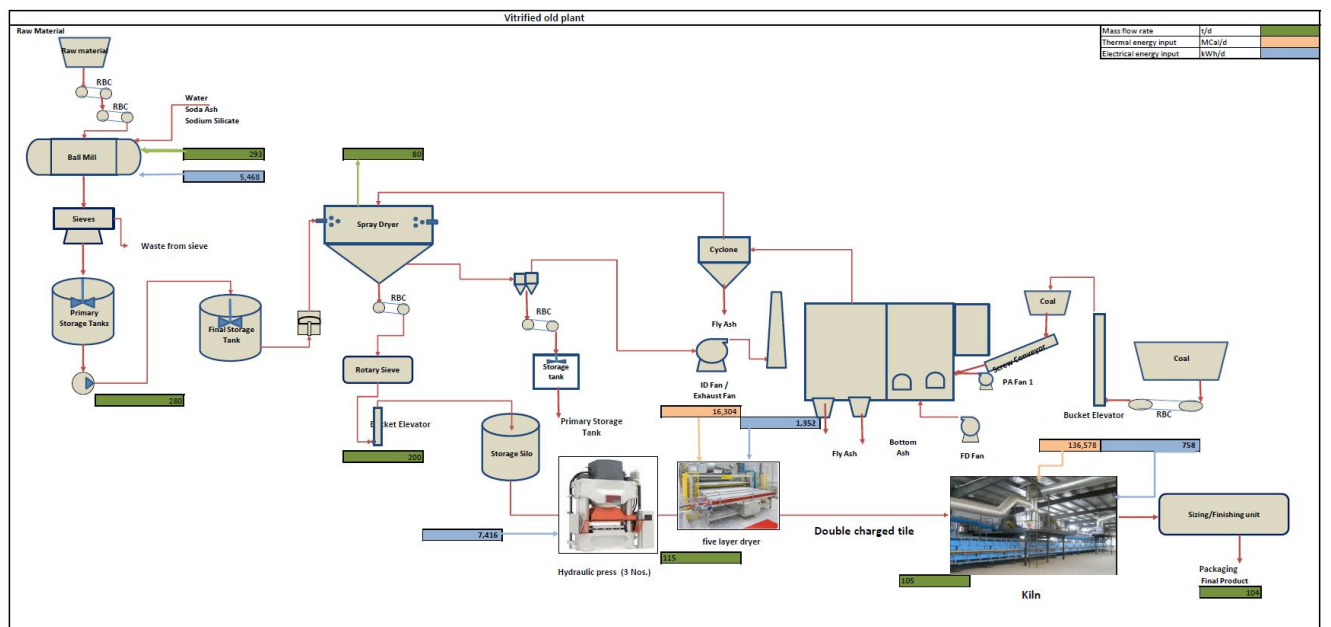 Vitrified old plant
Raw Material
Mass flow rate t/d
Thermal energy input MCal/d
Electrical energy input kWh/d
Raw material
RBC
RBC
Water
Soda Ash
Sodium Silicate
Ball Mill
293
5,468
80
Sieves
Waste from sieve
Spray Dryer
Cyclone
Fly Ash
Primary
Storage Tanks
Final Storage
Tank
280
RBC
Rotary Sieve
Bucket Elevator
200
RBC
Storage
tank
Primary Storage
Tank
Storage Silo
ID Fan /
Exhaust Fan
16,304
1,352
Fly Ash
Bottom
Ash
FD Fan
PA Fan 1
Coal
Screw Conveyor
Coal
Bucket Elevator
RBC
136,578
758
7,416
Hydraulic press (3 Nos.)
five layer dryer
115
Double charged tile
105
Kiln
Sizing/Finishing unit
Packaging
Final Product
104